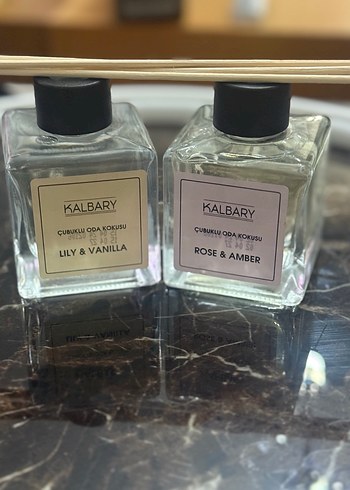 KALBARY
ÇUBUKLU ODA KOKUSU
LILY & VANILLA
KALBARY
ÇUBUKLU ODA KOKUSU
ROSE & AMBER